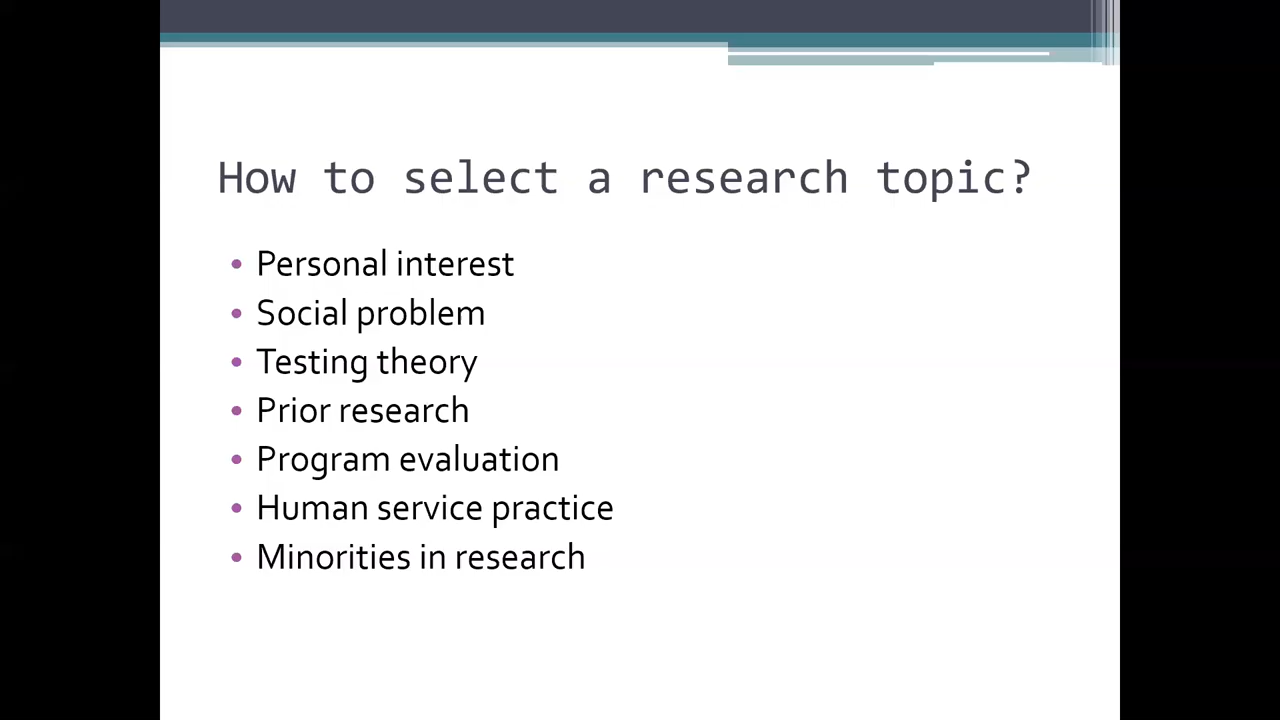 How to select a research topic?
• Personal interest
• Social problem
• Testing theory
• Prior research
• Program evaluation
• Human service practice
• Minorities in research